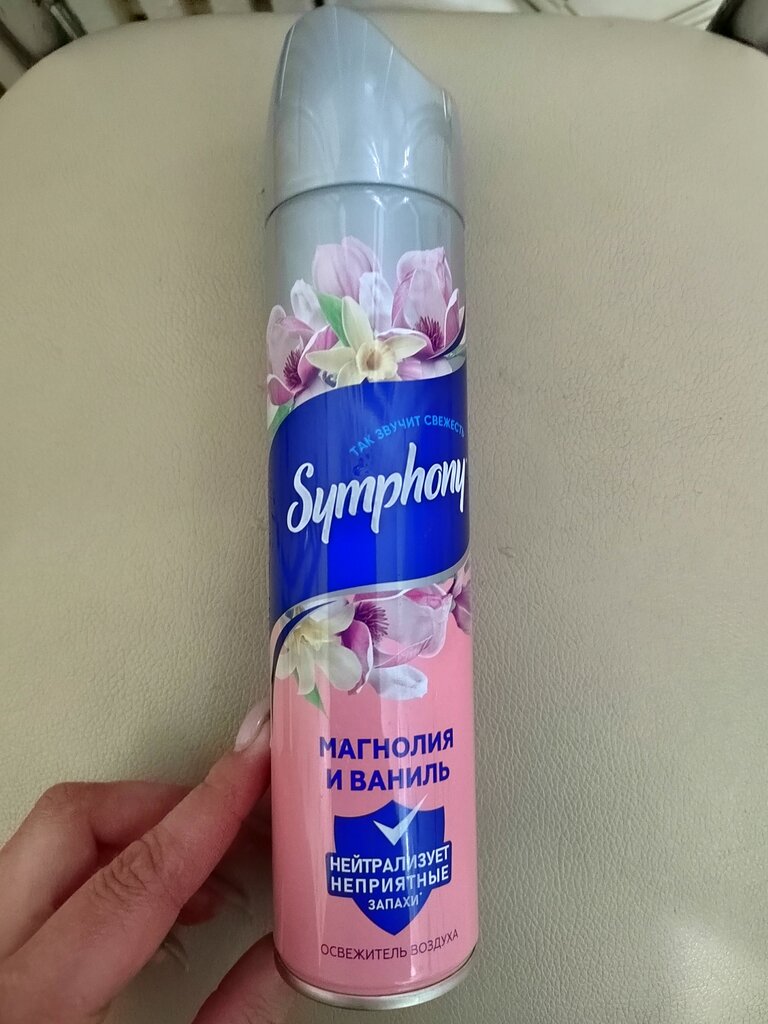 ТАК ЗВУЧИТ СВЕЖЕСТЬ
Symphony
МАГНОЛИЯ
И ВАНИЛЬ
НЕЙТРАЛИЗУЕТ
НЕПРИЯТНЫЕ
ЗАПАХИ*
ОСВЕЖИТЕЛЬ ВОЗДУХА